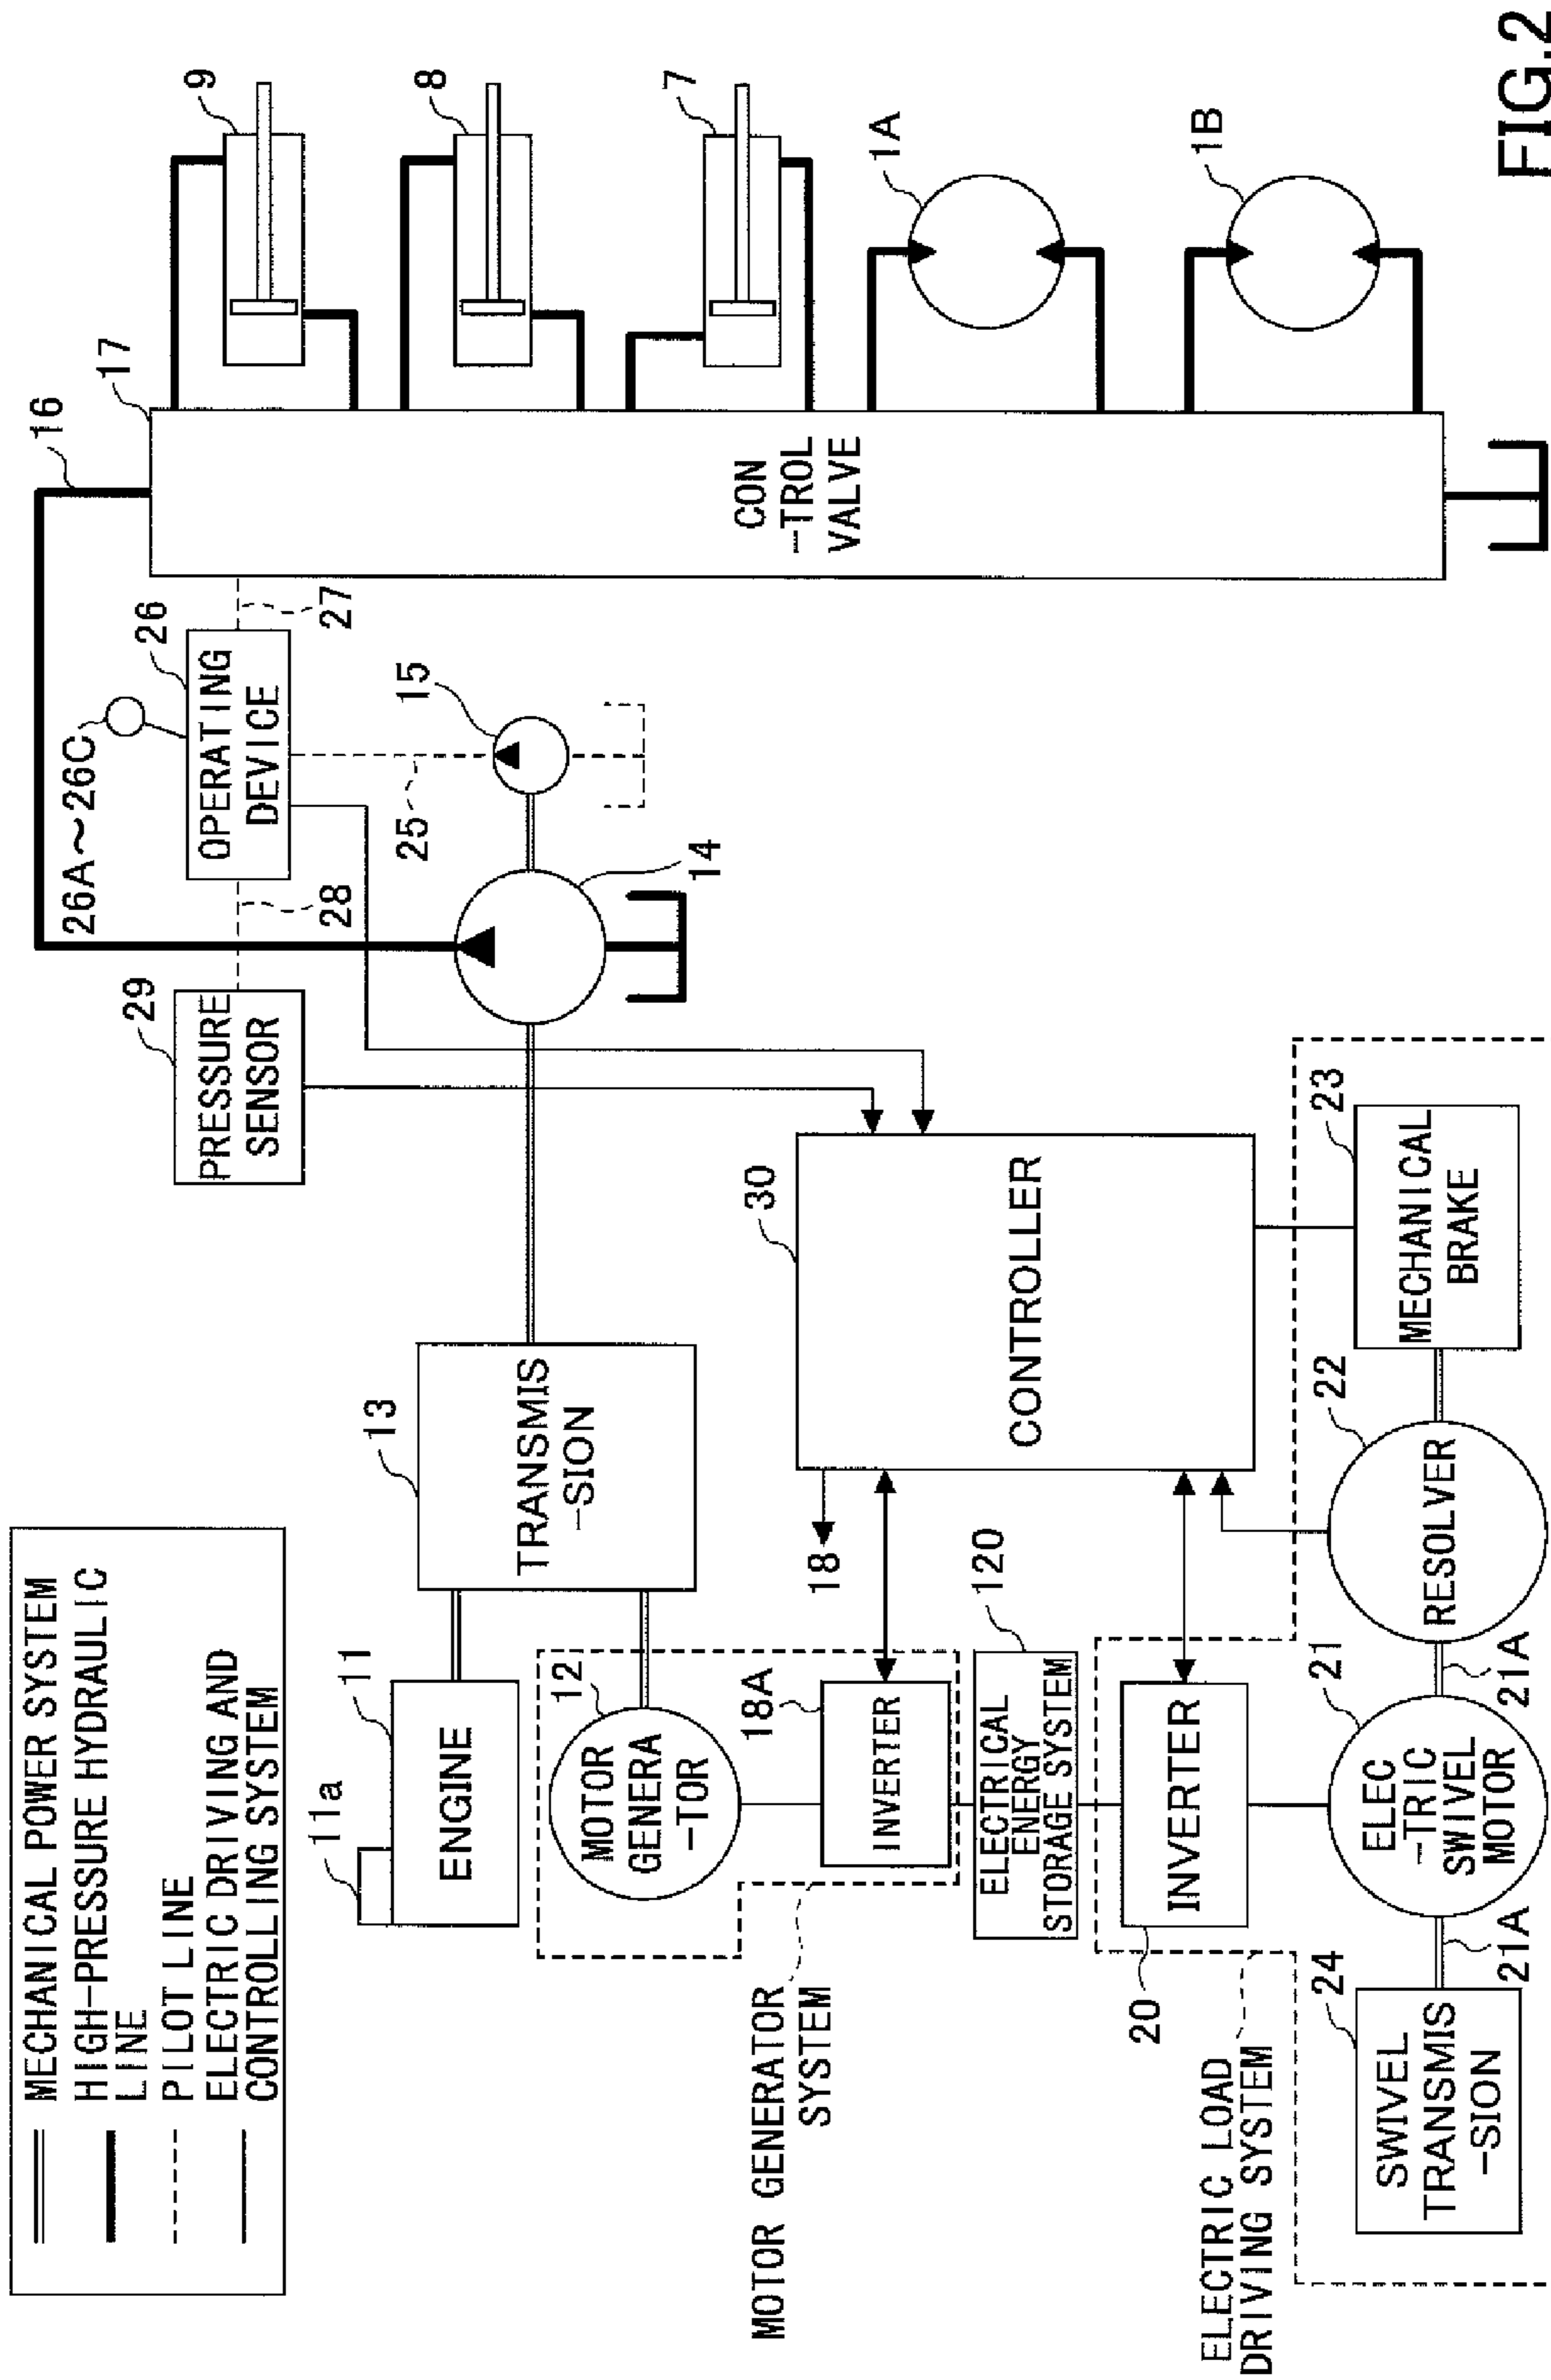 MECHANICAL POWER SYSTEM
HIGH-PRESSURE HYDRAULIC
LINE
PILOT LINE
ELECTRIC DRIVING AND
CONTROLLING SYSTEM
11a
11
ENGINE
13
TRANSMIS
-SION
12
MOTOR
GENERA
-TOR
18A
INVERTER
MOTOR GENERATOR
SYSTEM
120
ELECTRICAL
ENERGY
STORAGE SYSTEM
18
20
INVERTER
ELECTRIC LOAD
DRIVING SYSTEM
24
SWIVEL
TRANSMIS
-SION
21A
21
ELEC
-TRIC
SWIVEL
MOTOR
21A
22
RESOLVER
23
MECHANICAL
BRAKE
30
CONTROLLER
29
PRESSURE
SENSOR
28
26A~26C
26
OPERATING
DEVICE
27
25
15
14
16
17
CON
-TROL
VALVE
9
8
7
1A
1B
FIG.2